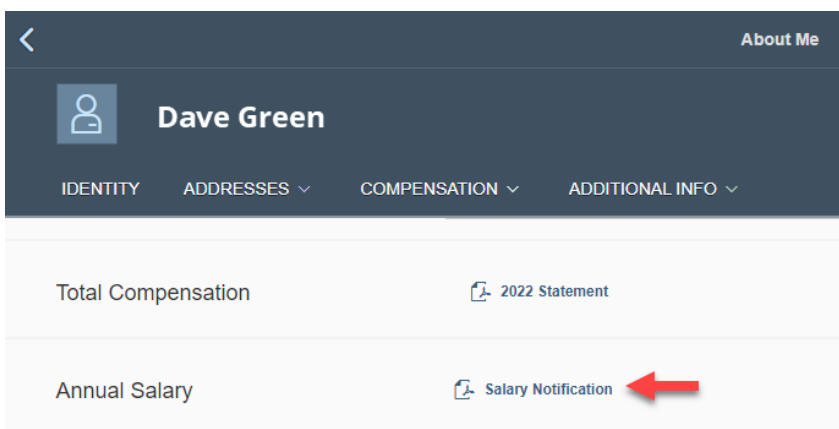 About Me
Dave Green
IDENTITY ADDRESSES COMPENSATION ADDITIONAL INFO
Total Compensation 2022 Statement
Annual Salary Salary Notification